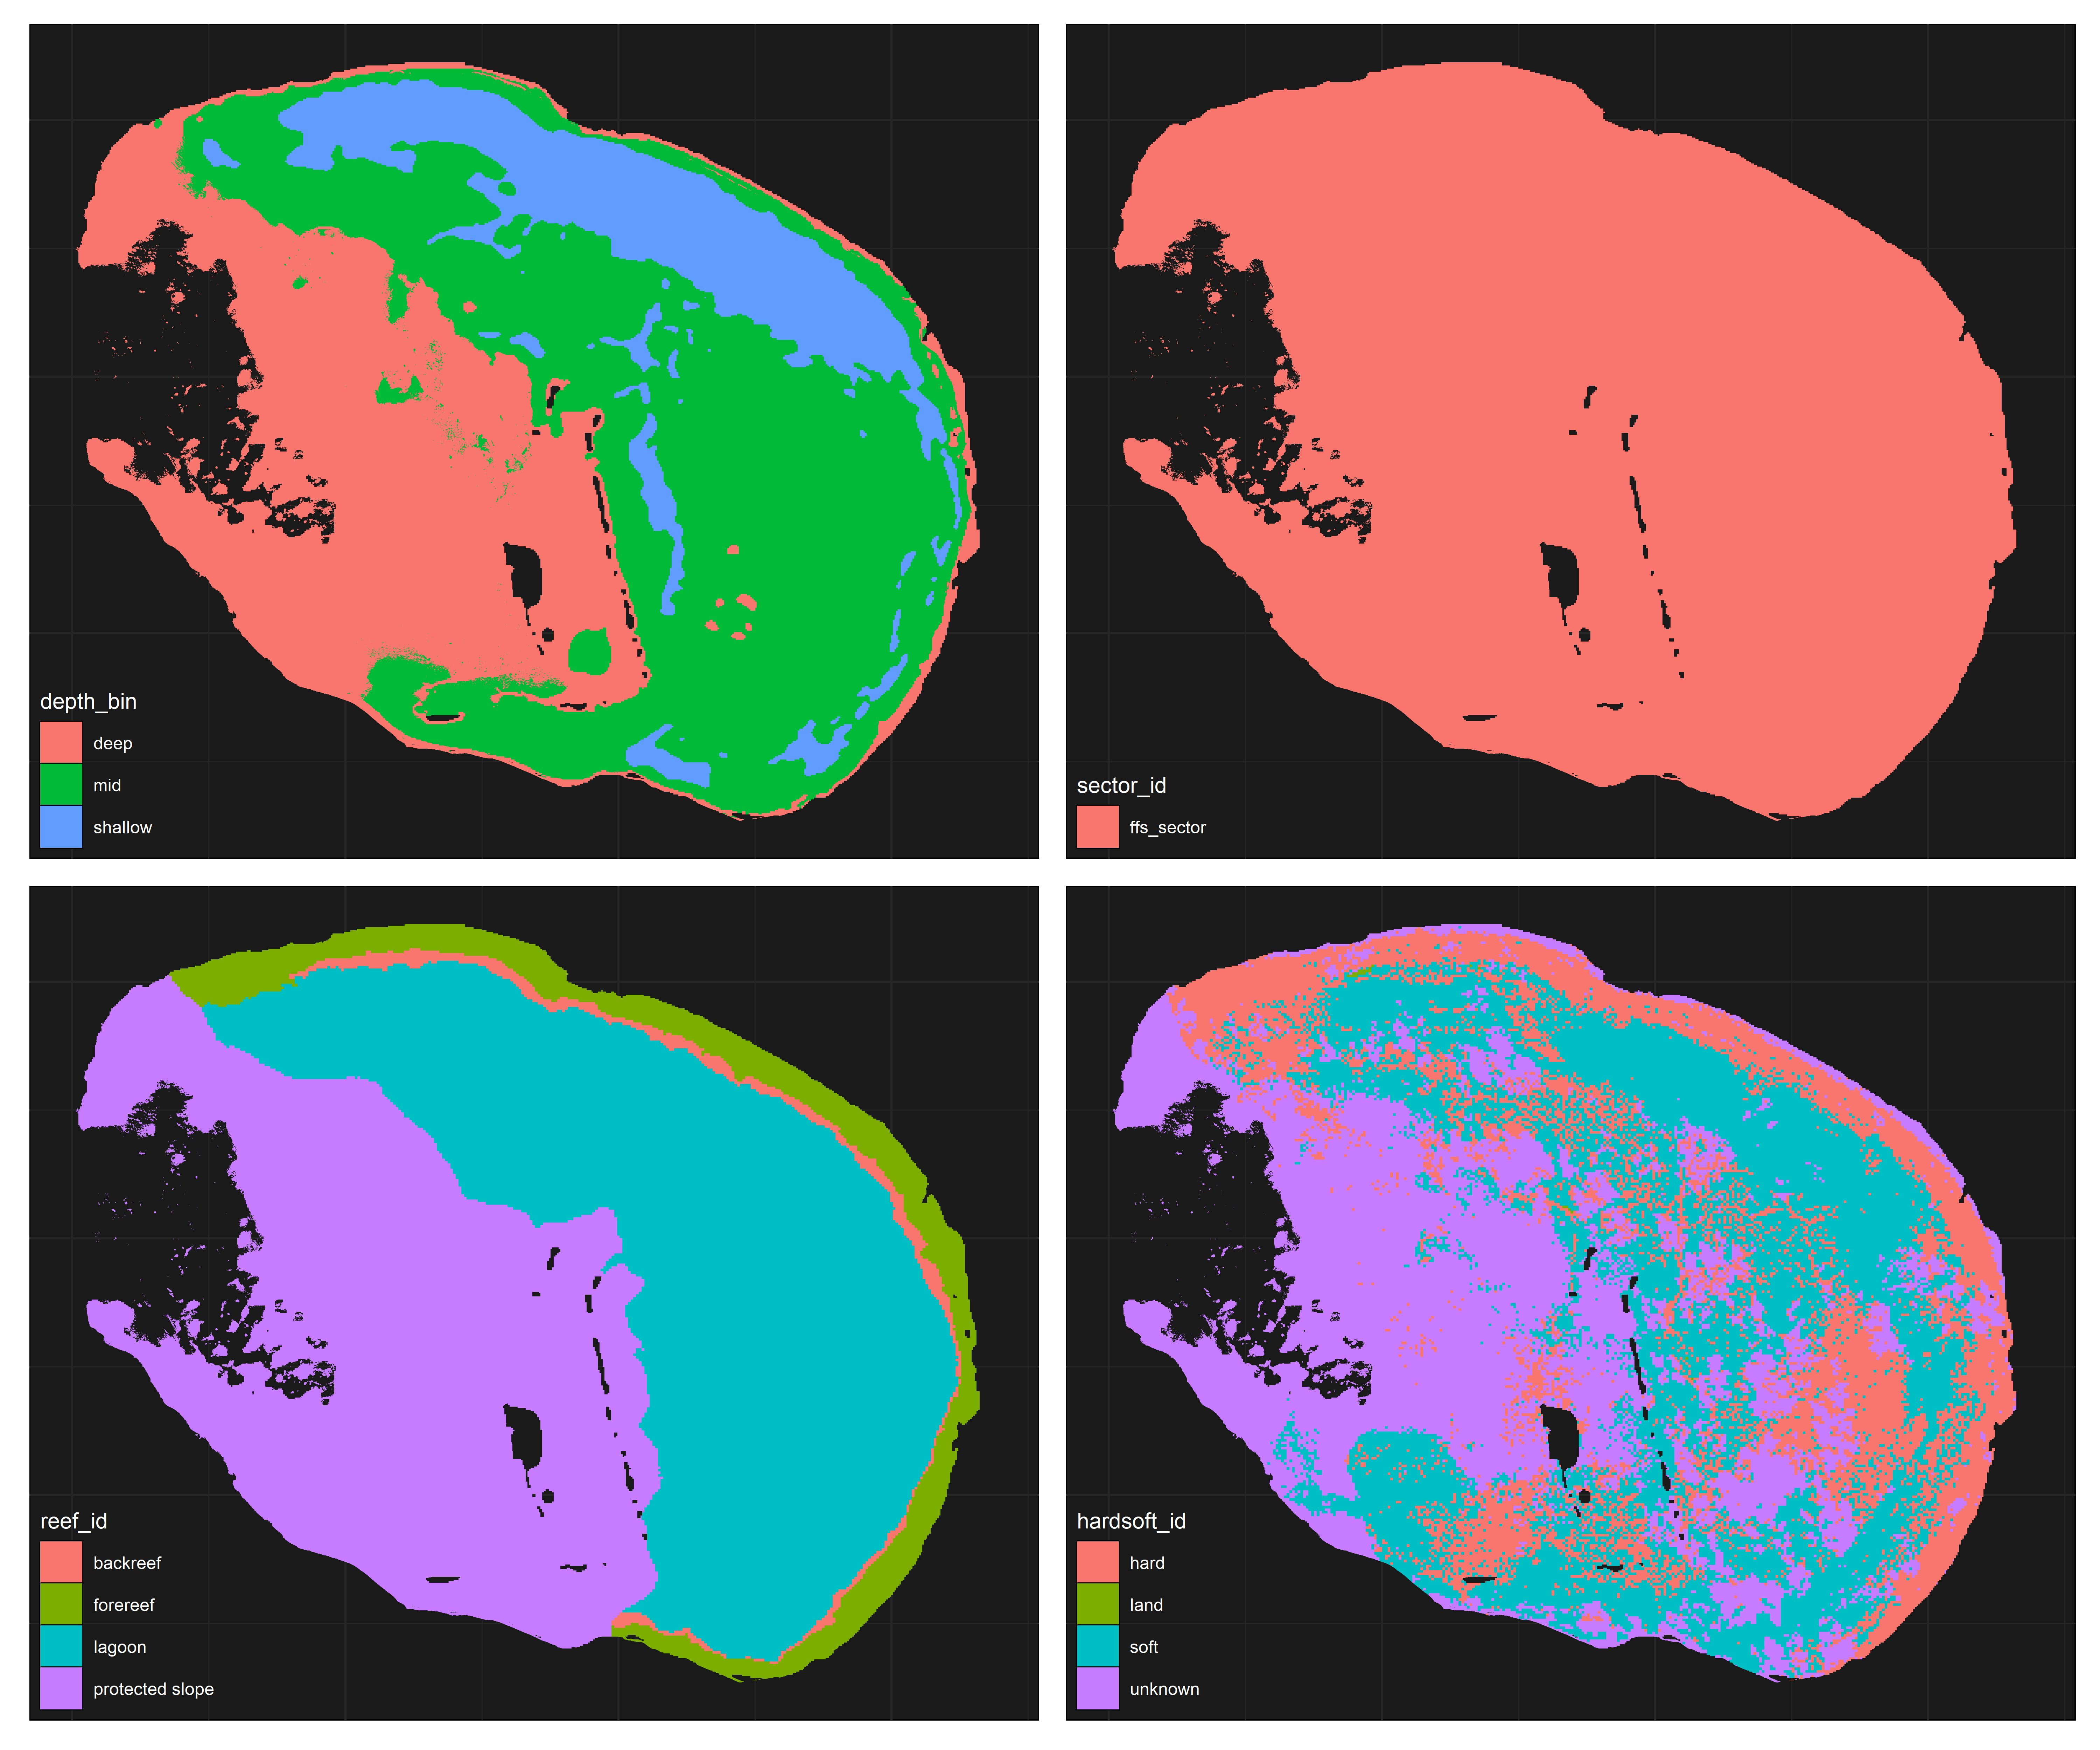 depth_bin
deep
mid
shallow
sector_id
ffs_sector
reef_id
backreef
forereef
lagoon
protected slope
hardsoft_id
hard
land
soft
unknown